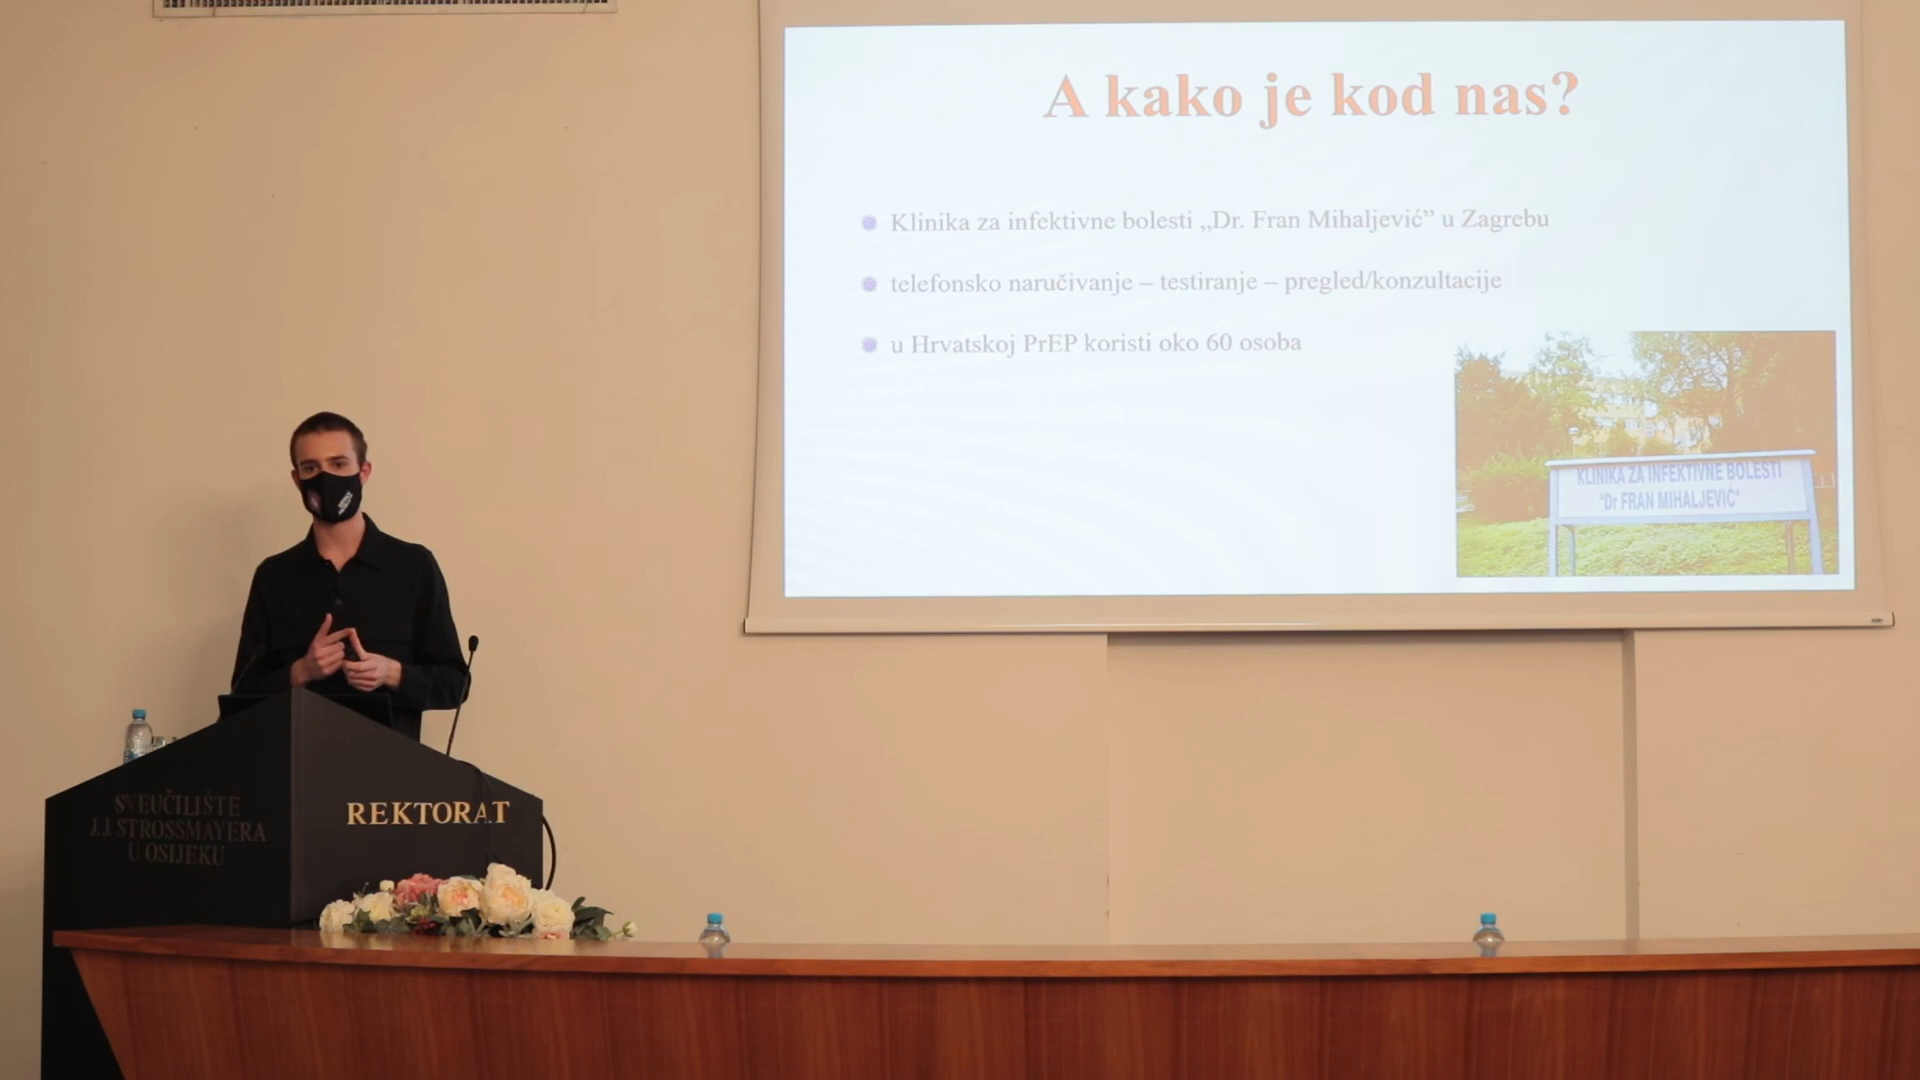 A kako je kod nas?
Klinika za infektivne bolesti „Dr. Fran Mihaljević” u Zagrebu
telefonsko naručivanje – testiranje – pregled/konzultacije
u Hrvatskoj PrEP koristi oko 60 osoba
KLINIKA ZA INFEKTIVNE BOLESTI
"Dr FRAN MIHALJEVIĆ"
SVEUČILIŠTE
J.J. STROSSMAYERA
U OSIJEKU
REKTORAT